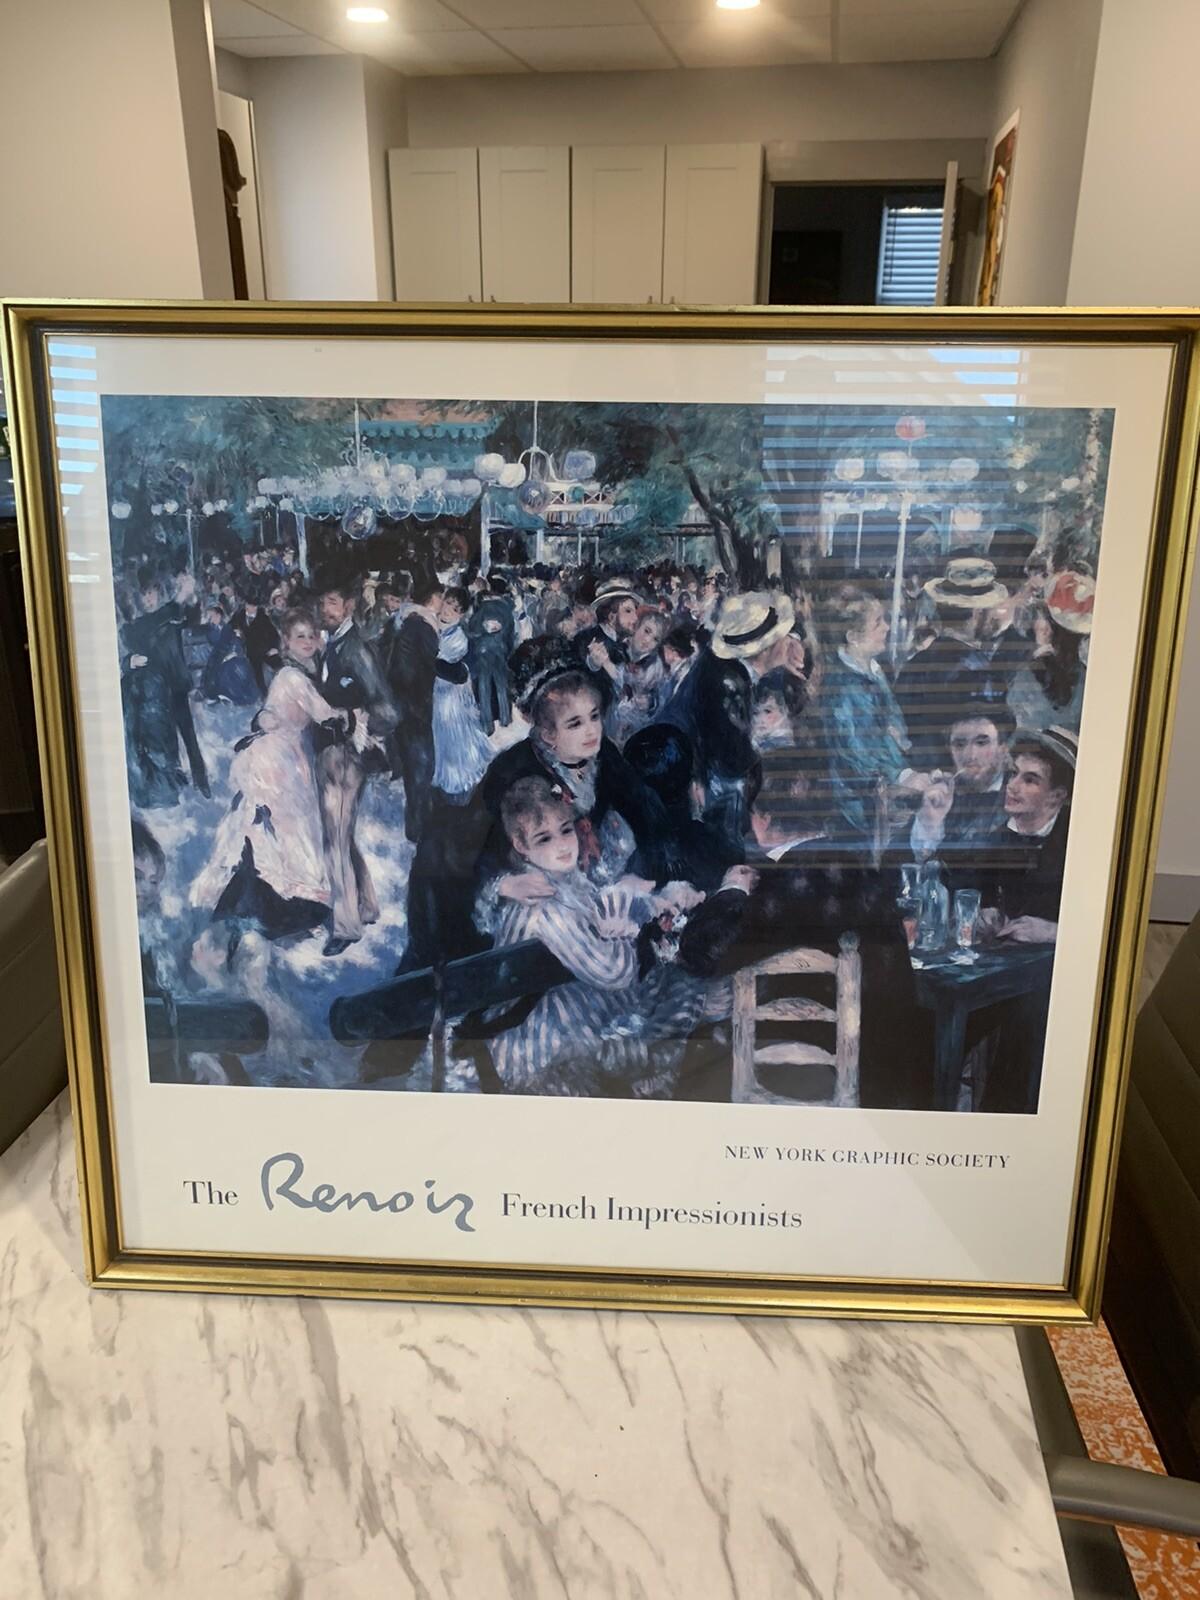 NEW YORK GRAPHIC SOCIETY
The Renoir French Impressionists